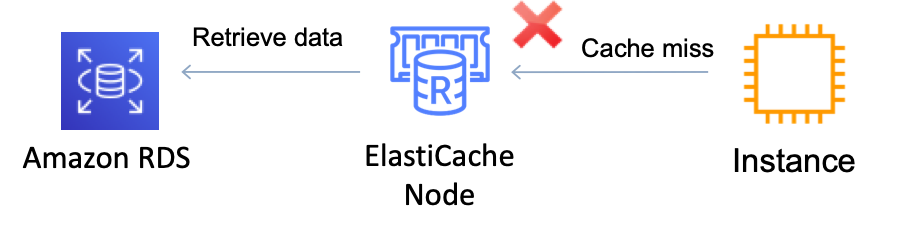 Retrieve data
Cache miss
R
Amazon RDS
ElastiCache
Node
Instance